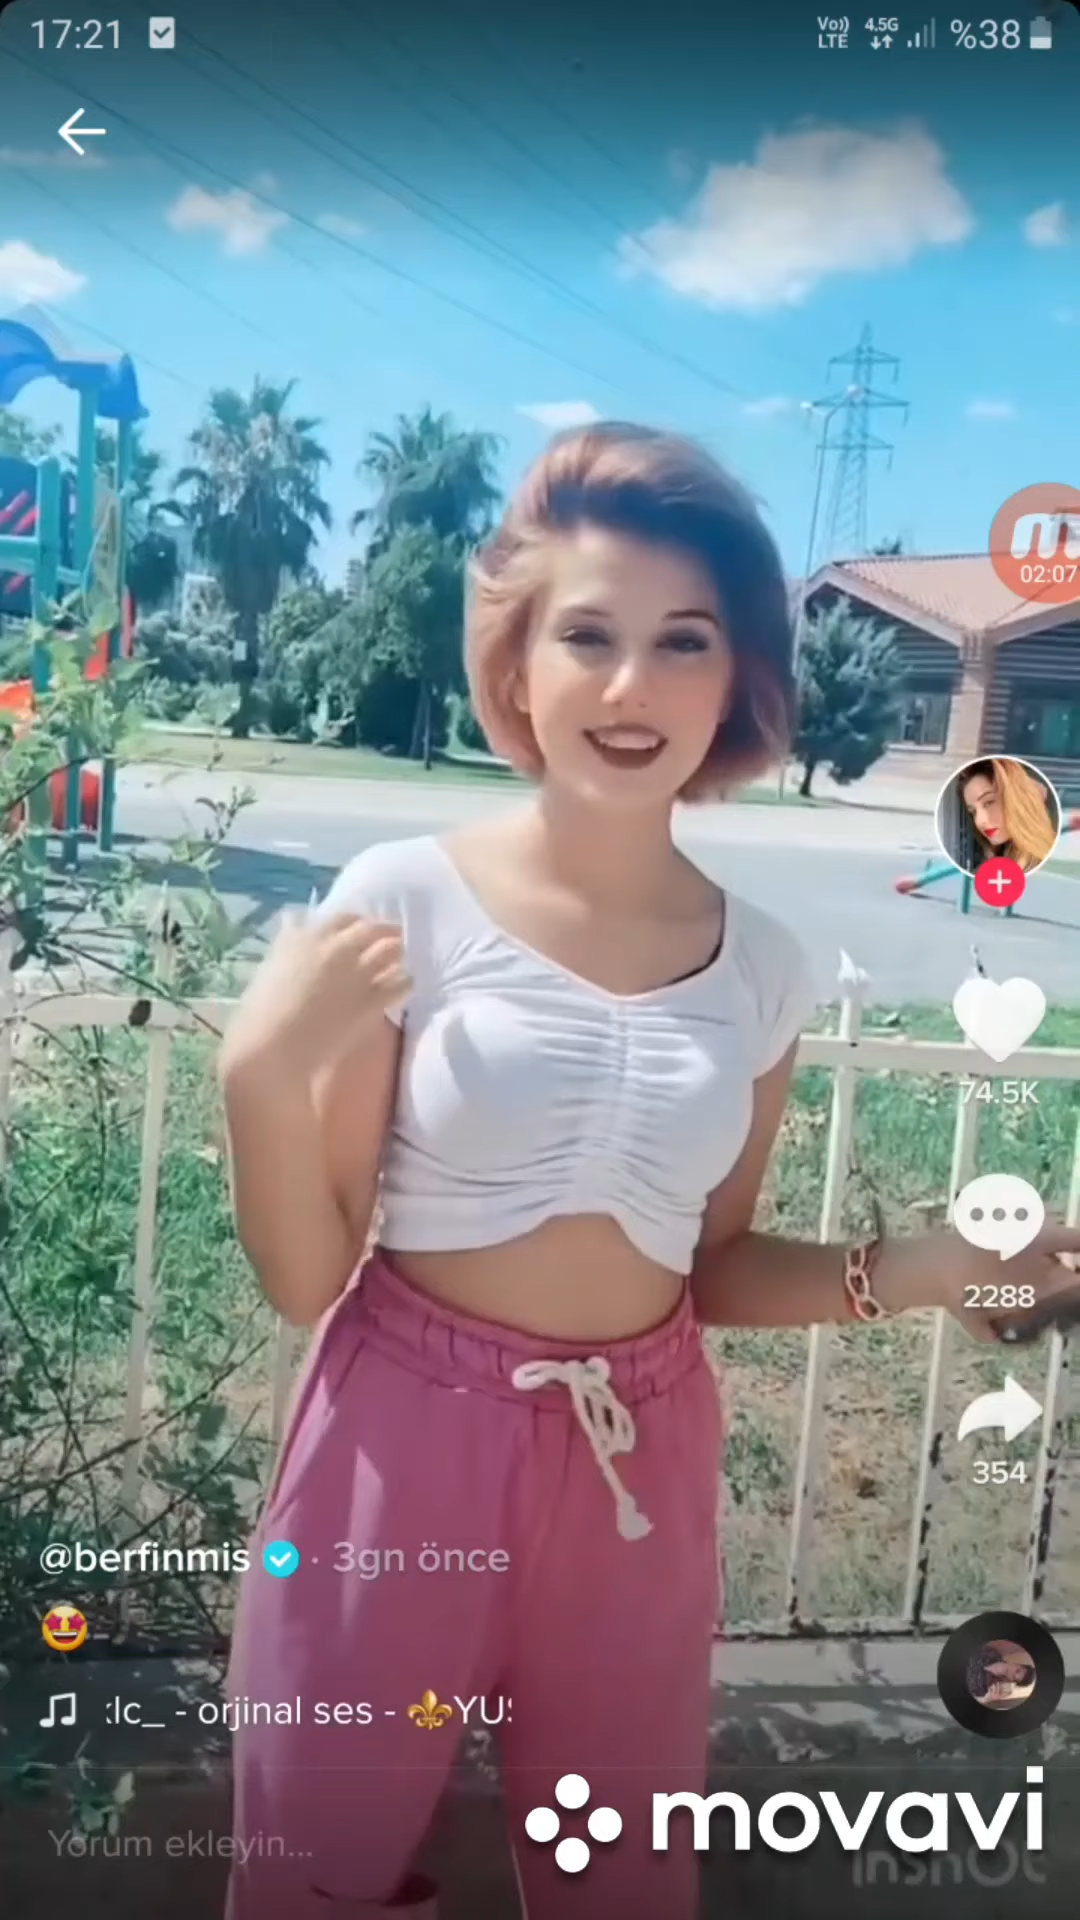 17:21
Vo)) LTE 4.5G %38
02:07
74.5K
2288
354
@berfinmis · 3gn önce
lc_ - orjinal ses - ⚜YU
Yorum ekleyin...
movavi
InShOt